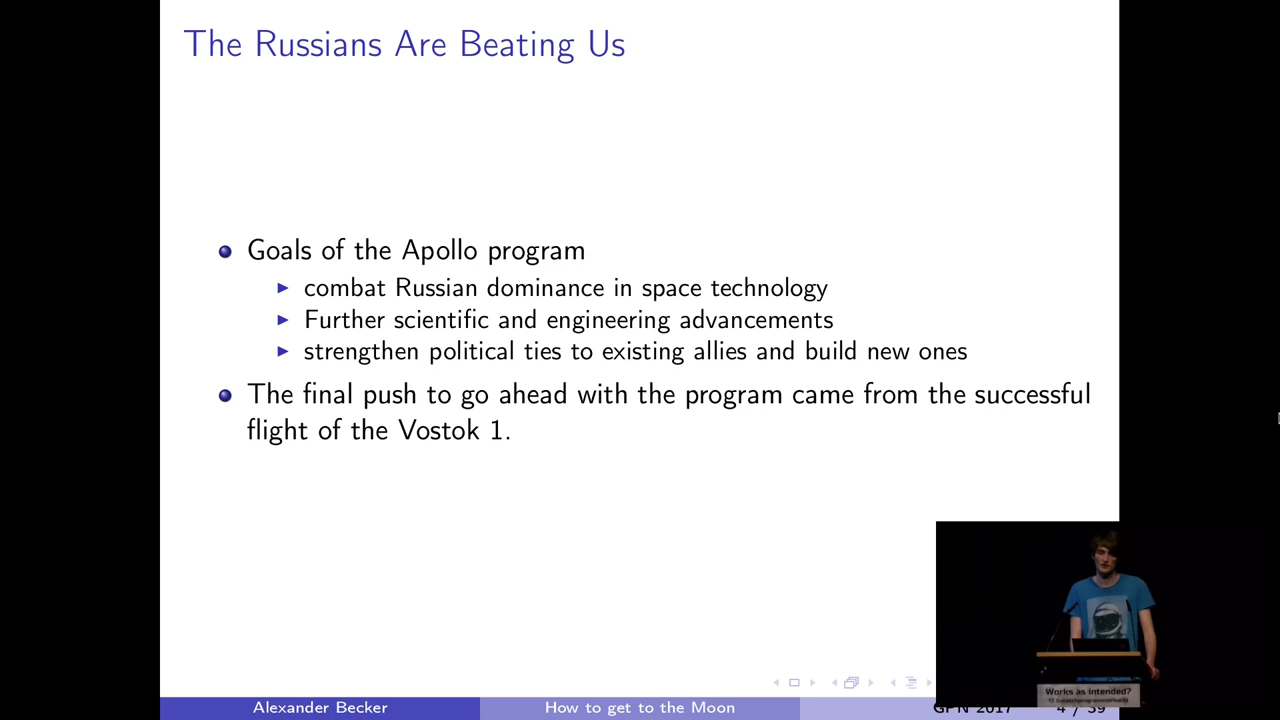 The Russians Are Beating Us
Goals of the Apollo program
combat Russian dominance in space technology
Further scientific and engineering advancements
strengthen political ties to existing allies and build new ones
The final push to go ahead with the program came from the successful
flight of the Vostok 1.
Works as intended?
Alexander Becker
How to get to the Moon
GPN 2017
4 / 39